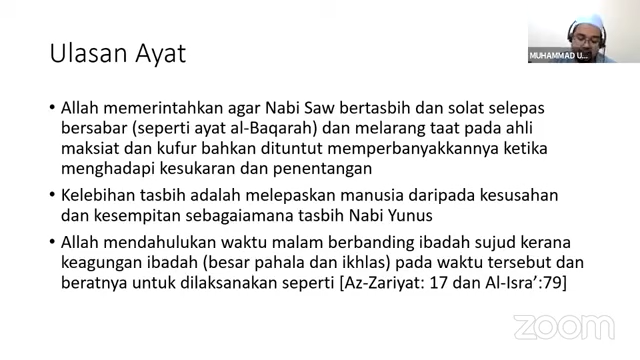 MUHAMMAD U...
Ulasan Ayat
• Allah memerintahkan agar Nabi Saw bertasbih dan solat selepas
bersabar (seperti ayat al-Baqarah) dan melarang taat pada ahli
maksiat dan kufur bahkan dituntut memperbanyakkannya ketika
menghadapi kesukaran dan penentangan
• Kelebihan tasbih adalah melepaskan manusia daripada kesusahan
dan kesempitan sebagaiamana tasbih Nabi Yunus
• Allah mendahulukan waktu malam berbanding ibadah sujud kerana
keagungan ibadah (besar pahala dan ikhlas) pada waktu tersebut dan
beratnya untuk dilaksanakan seperti [Az-Zariyat: 17 dan Al-Isra’:79]
zoom